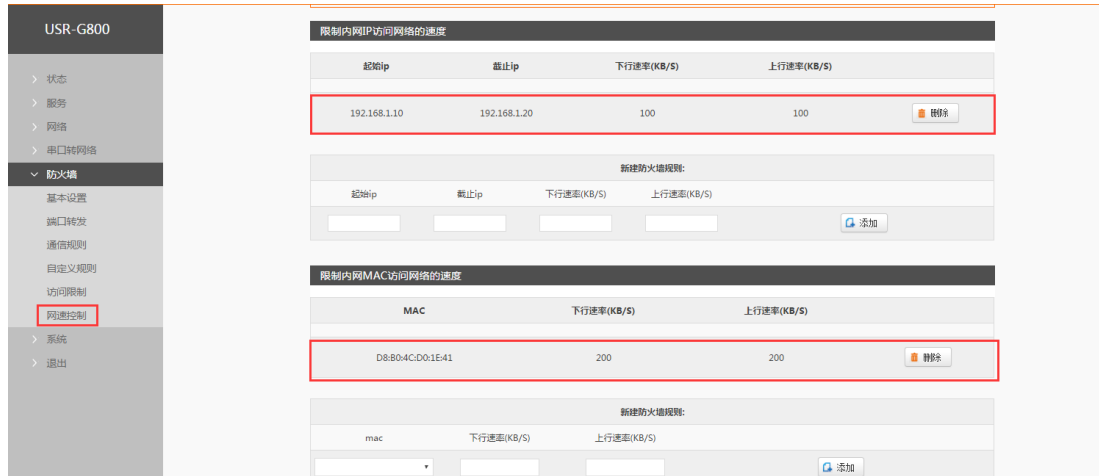 USR-G800
状态
服务
网络
串口转网络
防火墙
基本设置
端口转发
通信规则
自定义规则
访问限制
网速控制
系统
退出
限制内网IP访问网络的速度
起始ip 截止ip 下行速率(KB/S) 上行速率(KB/S)
192.168.1.10 192.168.1.20 100 100 删除
新建防火墙规则:
起始ip 截止ip 下行速率(KB/S) 上行速率(KB/S)
添加
限制内网MAC访问网络的速度
MAC 下行速率(KB/S) 上行速率(KB/S)
D8:B0:4C:D0:1E:41 200 200 删除
新建防火墙规则:
mac 下行速率(KB/S) 上行速率(KB/S)
添加